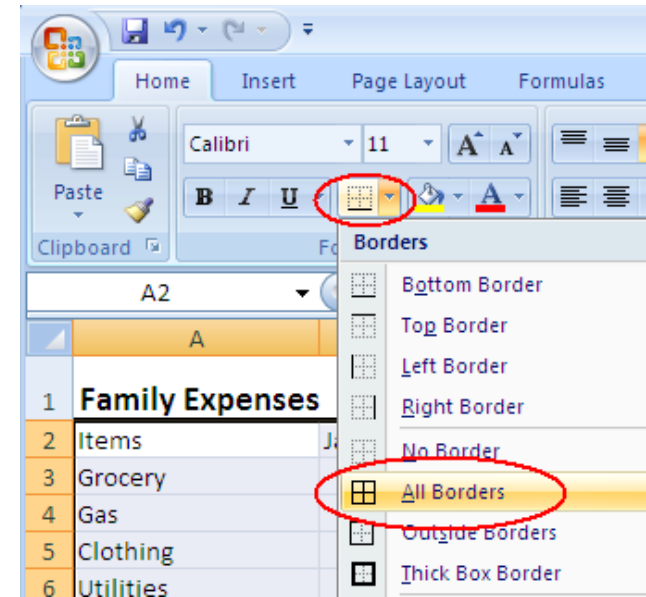 Home Insert Page Layout Formulas
Calibri 11 A A
Paste B I U A
Clipboard
Borders
A2
Bottom Border
Top Border
Left Border
Right Border
No Border
All Borders
Outside Borders
Thick Box Border
A
1 Family Expenses
2 Items
3 Grocery
4 Gas
5 Clothing
6 Utilities